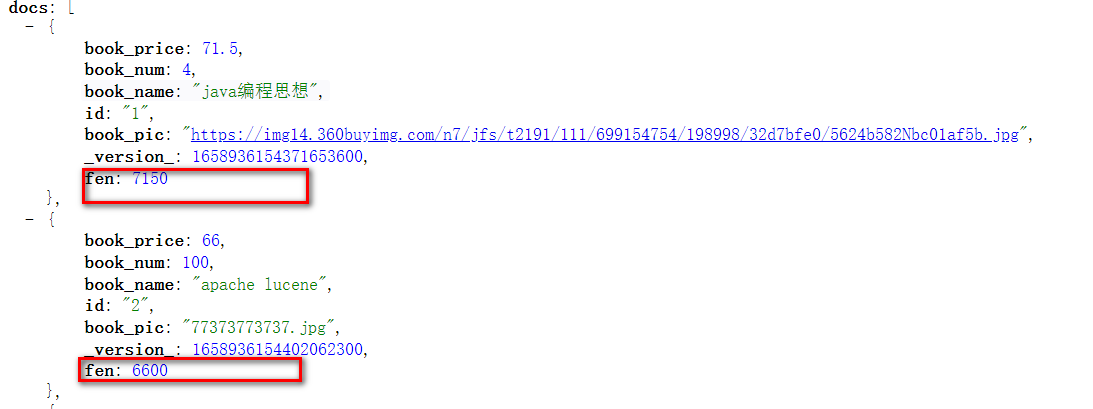 docs: [
- {
book_price: 71.5,
book_num: 4,
book_name: "java编程思想",
id: "1",
book_pic: "https://img14.360buyimg.com/n7/jfs/t2191/111/699154754/198998/32d7bfe0/5624b582Nbc01af5b.jpg",
_version_: 1658936154371653600,
fen: 7150
},
- {
book_price: 66,
book_num: 100,
book_name: "apache lucene",
id: "2",
book_pic: "77373773737.jpg",
_version_: 1658936154402062300,
fen: 6600
},